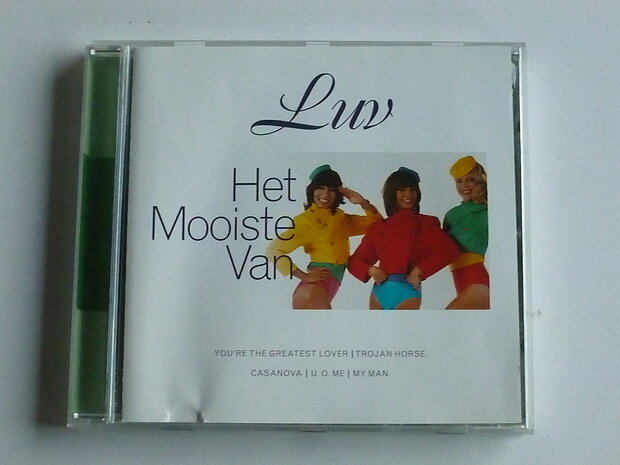 Luv
Het
Mooiste
Van
YOU'RE THE GREATEST LOVER | TROJAN HORSE
CASANOVA | U. O. ME | MY MAN